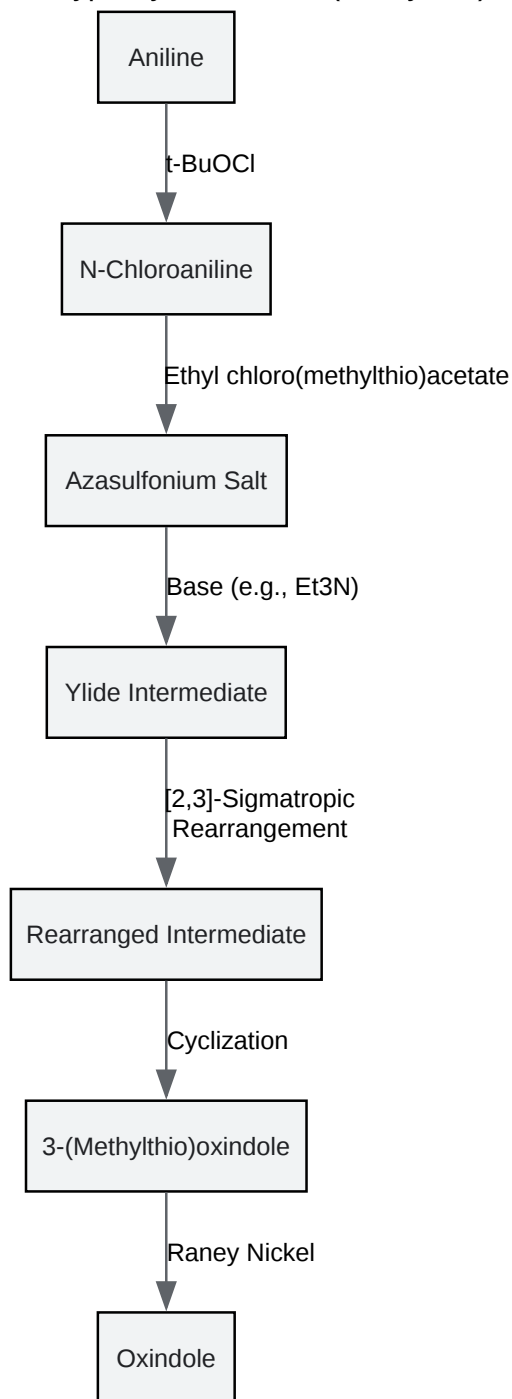 Aniline
t-BuOCl
N-Chloroaniline
Ethyl chloro(methylthio)acetate
Azasulfonium Salt
Base (e.g., Et3N)
Ylide Intermediate
[2,3]-Sigmatropic
Rearrangement
Rearranged Intermediate
Cyclization
3-(Methylthio)oxindole
Raney Nickel
Oxindole